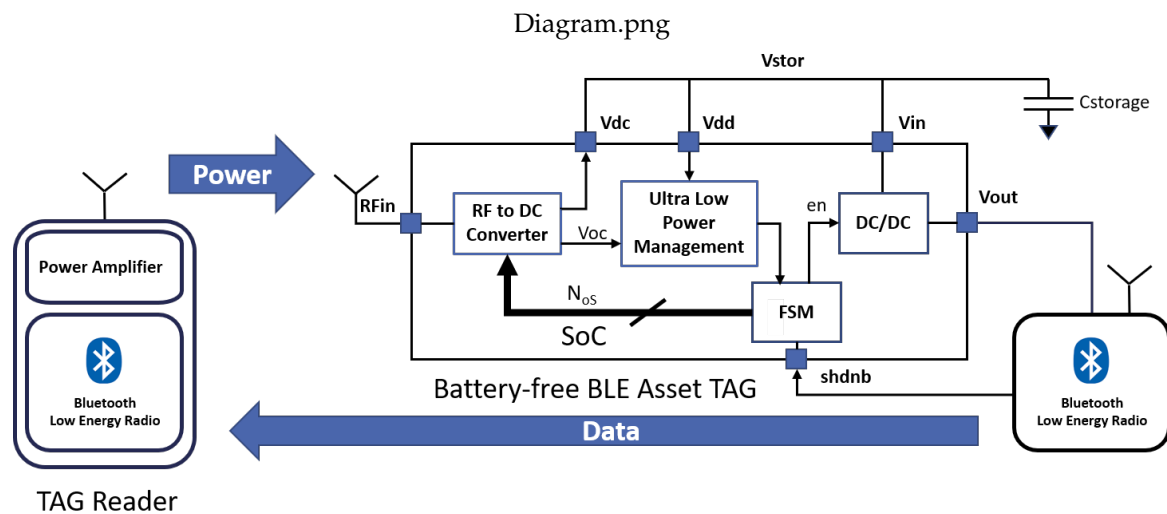 Diagram.png
Vstor
Cstorage
Vdc
Vdd
Vin
Power
RFin
RF to DC
Converter
Voc
Ultra Low
Power
Management
en
DC/DC
Vout
Power Amplifier
NoS
FSM
SoC
shdnb
Battery-free BLE Asset TAG
Bluetooth
Low Energy Radio
Bluetooth
Low Energy Radio
Data
TAG Reader